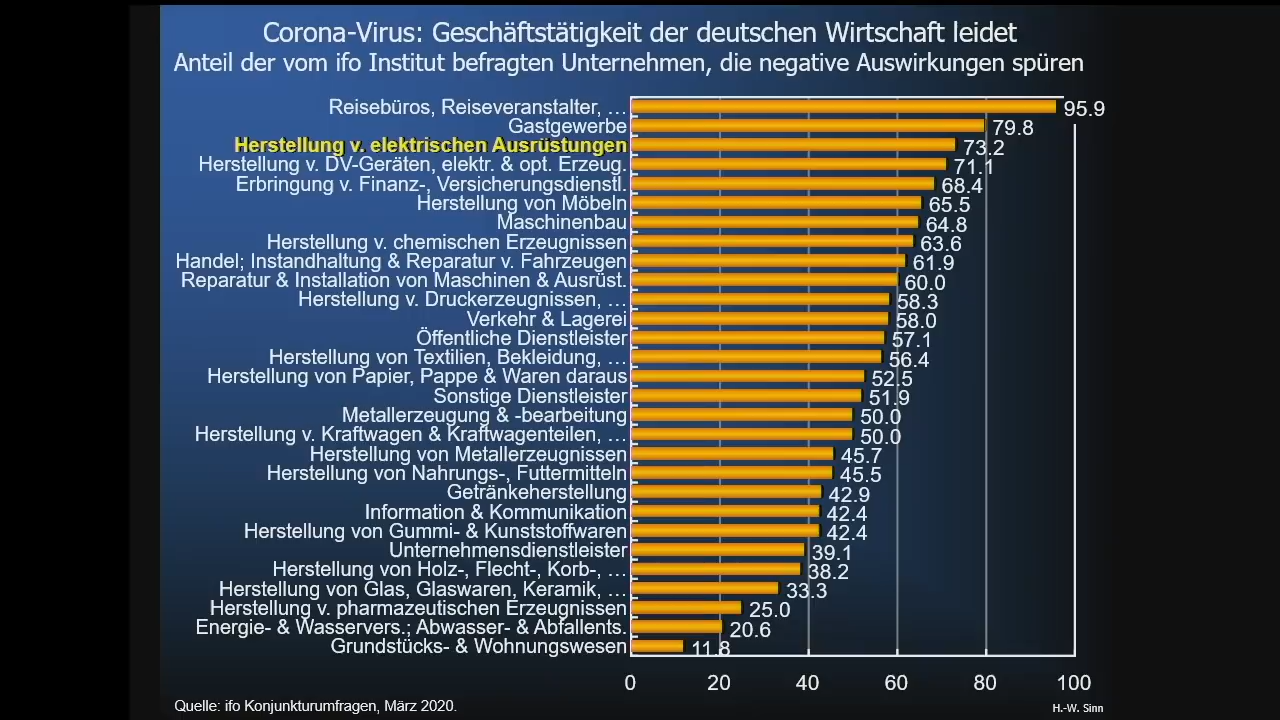 Corona-Virus: Geschäftstätigkeit der deutschen Wirtschaft leidet
Anteil der vom ifo Institut befragten Unternehmen, die negative Auswirkungen spüren
Reisebüros, Reiseveranstalter, … 95.9
Gastgewerbe 79.8
Herstellung v. elektrischen Ausrüstungen 73.2
Herstellung v. DV-Geräten, elektr. & opt. Erzeug. 71.1
Erbringung v. Finanz-, Versicherungsdienstl. 68.4
Herstellung von Möbeln 65.5
Maschinenbau 64.8
Herstellung v. chemischen Erzeugnissen 63.6
Handel; Instandhaltung & Reparatur v. Fahrzeugen 61.9
Reparatur & Installation von Maschinen & Ausrüst. 60.0
Herstellung v. Druckerzeugnissen, … 58.3
Verkehr & Lagerei 58.0
Öffentliche Dienstleister 57.1
Herstellung von Textilien, Bekleidung, … 56.4
Herstellung von Papier, Pappe & Waren daraus 52.5
Sonstige Dienstleister 51.9
Metallerzeugung & -bearbeitung 50.0
Herstellung v. Kraftwagen & Kraftwagenteilen, … 50.0
Herstellung von Metallerzeugnissen 45.7
Herstellung von Nahrungs-, Futtermitteln 45.5
Getränkeherstellung 42.9
Information & Kommunikation 42.4
Herstellung von Gummi- & Kunststoffwaren 42.4
Unternehmensdienstleister 39.1
Herstellung von Holz-, Flecht-, Korb-, … 38.2
Herstellung von Glas, Glaswaren, Keramik, … 33.3
Herstellung v. pharmazeutischen Erzeugnissen 25.0
Energie- & Wasservers.; Abwasser- & Abfallents. 20.6
Grundstücks- & Wohnungswesen 11.8
0 20 40 60 80 100
Quelle: ifo Konjunkturumfragen, März 2020.
H.-W. Sinn